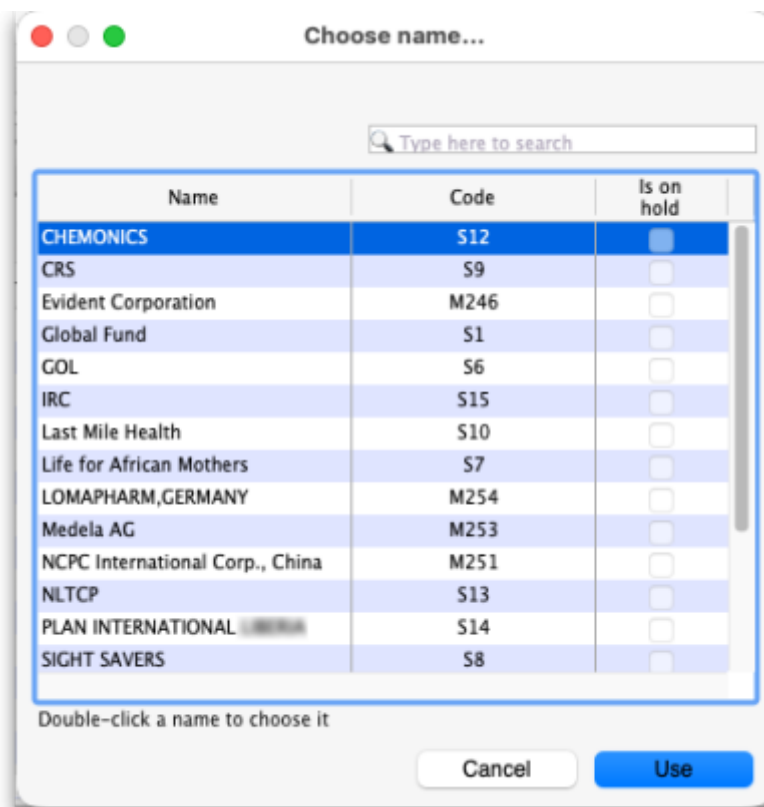 Choose name...
Type here to search
Name Code Is on hold
CHEMONICS S12
CRS S9
Evident Corporation M246
Global Fund S1
GOL S6
IRC S15
Last Mile Health S10
Life for African Mothers S7
LOMAPHARM,GERMANY M254
Medela AG M253
NCPC International Corp., China M251
NLTCP S13
PLAN INTERNATIONAL S14
SIGHT SAVERS S8
Double-click a name to choose it
Cancel Use